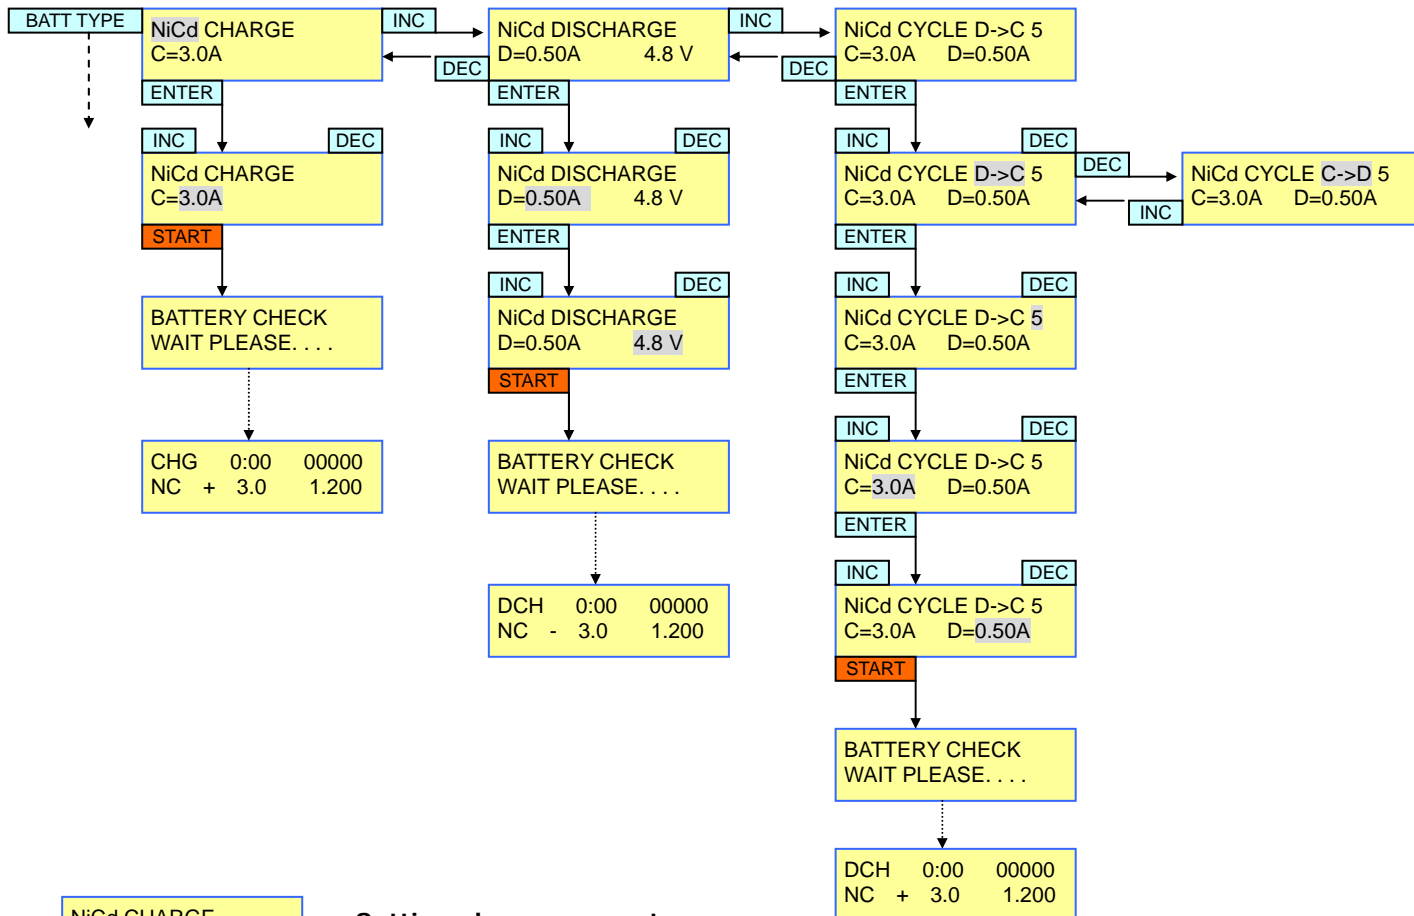 BATT TYPE
NiCd CHARGE
C=3.0A
INC
DEC
NiCd DISCHARGE
D=0.50A 4.8 V
INC
DEC
NiCd CYCLE D->C 5
C=3.0A D=0.50A
ENTER
ENTER
ENTER
INC DEC
NiCd CHARGE
C=3.0A
START
INC DEC
NiCd DISCHARGE
D=0.50A 4.8 V
ENTER
INC DEC
NiCd CYCLE D->C 5
C=3.0A D=0.50A
ENTER
DEC
INC
NiCd CYCLE C->D 5
C=3.0A D=0.50A
BATTERY CHECK
WAIT PLEASE. . . .
INC DEC
NiCd DISCHARGE
D=0.50A 4.8 V
START
INC DEC
NiCd CYCLE D->C 5
C=3.0A D=0.50A
ENTER
CHG 0:00 00000
NC + 3.0 1.200
BATTERY CHECK
WAIT PLEASE. . . .
INC DEC
NiCd CYCLE D->C 5
C=3.0A D=0.50A
ENTER
DCH 0:00 00000
NC - 3.0 1.200
INC DEC
NiCd CYCLE D->C 5
C=3.0A D=0.50A
START
BATTERY CHECK
WAIT PLEASE. . . .
DCH 0:00 00000
NC + 3.0 1.200
NiCd CHARGE